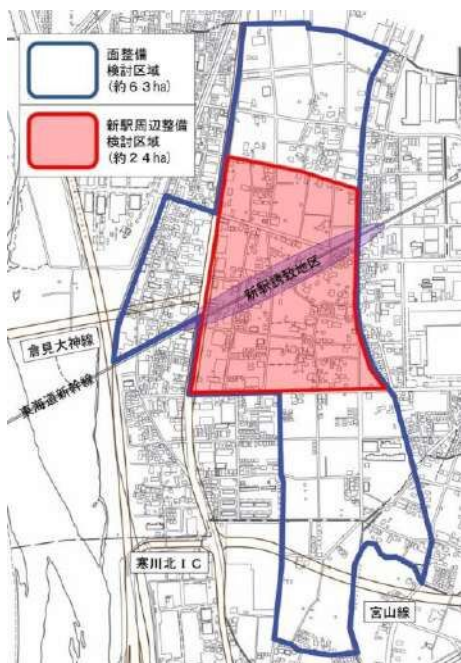 面整備
検討区域
(約63ha)
新駅周辺整備
検討区域
(約24ha)
新駅誘致地区
倉見大神線
東海道新幹線
寒川北IC
宮山線